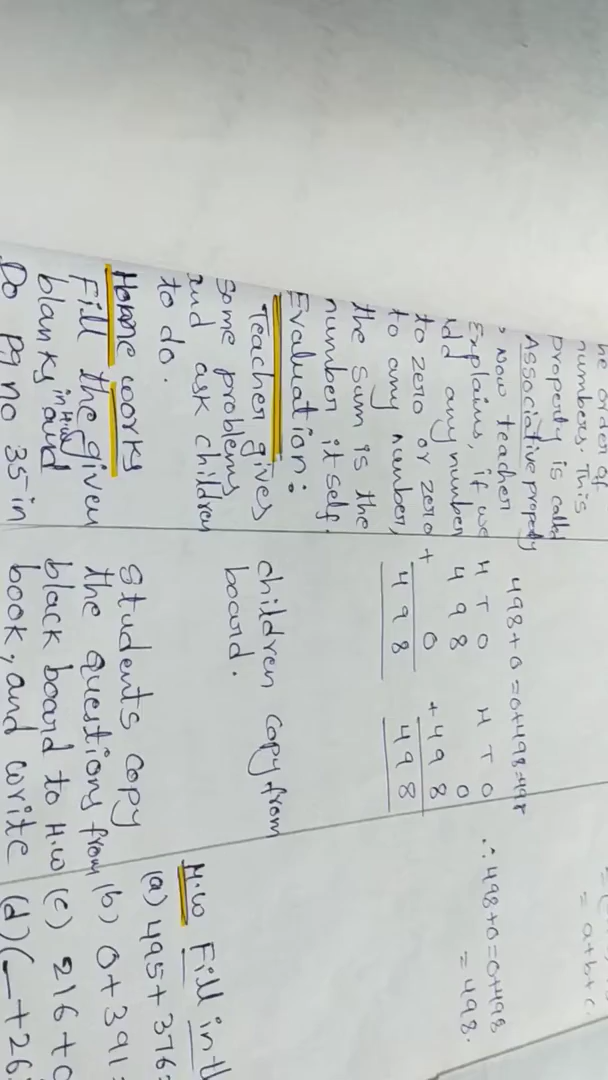 he order of
numbers. This
property is called
Associative property
→ Now teacher
Explains, if we
add any number
to zero or zero
to any number,
the sum is the
number itself.
Evaluation:
Teacher gives
some problems
and ask children
to do.
Home works
Fill the given
blanks in H.W and
Do pg no 35 in
498+0=0+498=498
H T O
4 9 8
+ 0
4 9 8
H T O
0
+ 4 9 8
4 9 8
children copy from
board.
Students copy
the questions from
black board to H.W
book, and write
= a+b+c
∴ 498+0=0+498
= 498.
H.W Fill in th
(a) 495+376=
(b) 0+391=
(c) 216+0
(d) (_+26